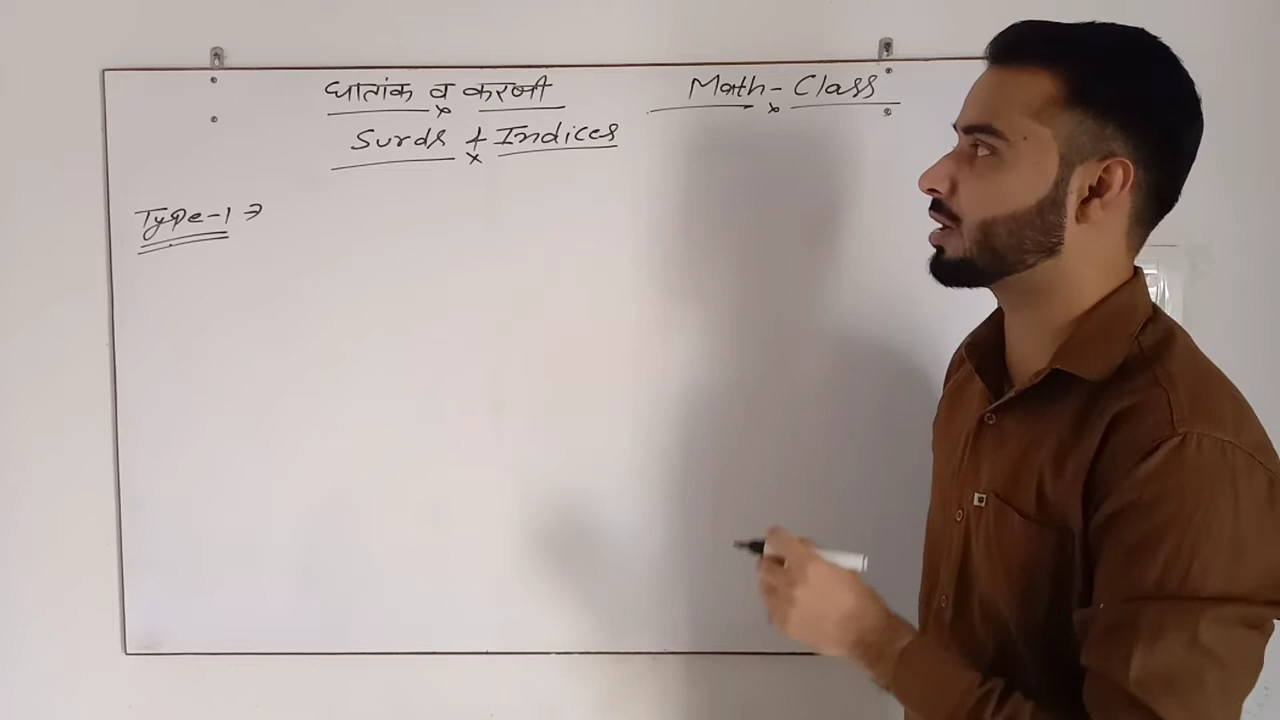 घातांक व करणी
Math-Class
Surds & Indices
Type-1 →